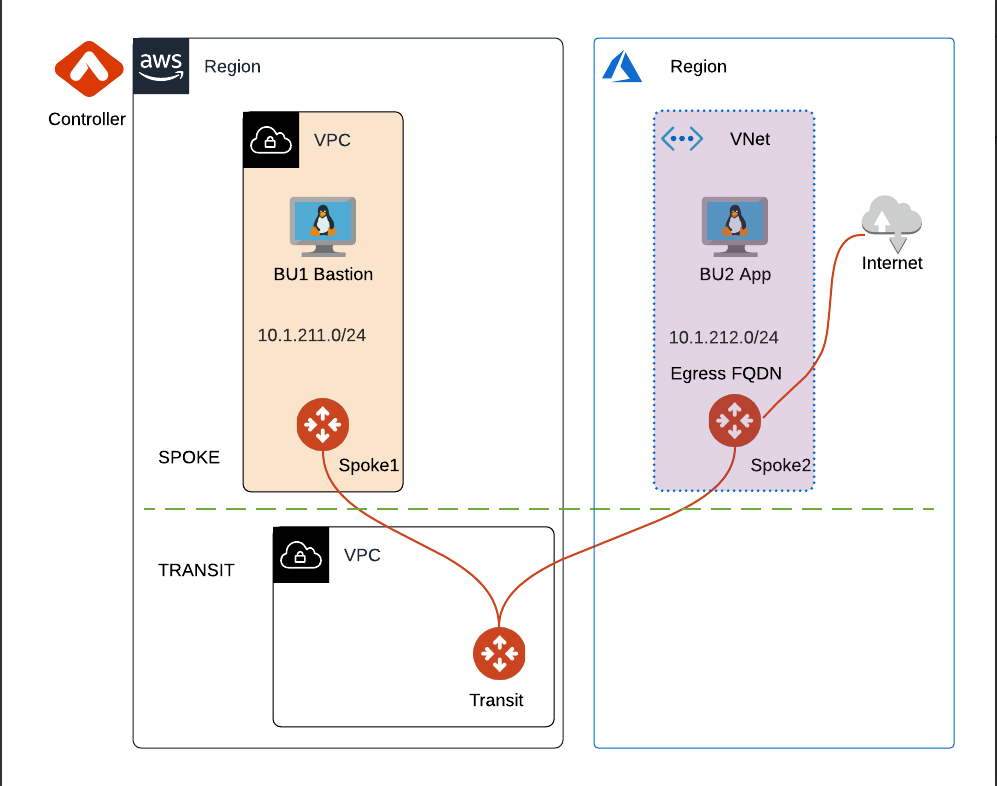 Controller
aws
Region
VPC
BU1 Bastion
10.1.211.0/24
Spoke1
SPOKE
TRANSIT
VPC
Transit
Region
VNet
BU2 App
10.1.212.0/24
Egress FQDN
Spoke2
Internet